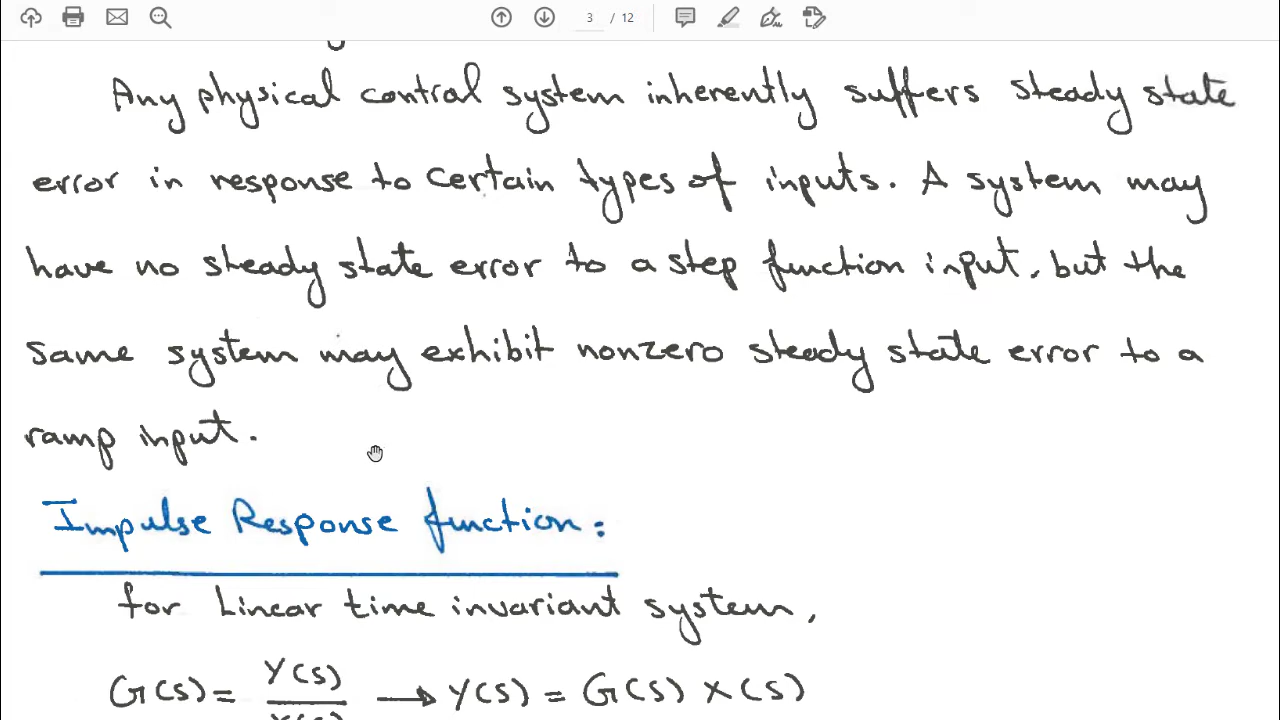 3 / 12
Any physical control system inherently suffers steady state
error in response to certain types of inputs. A system may
have no steady state error to a step function input, but the
same system may exhibit nonzero steady state error to a
ramp input.
Impulse Response function:
for Linear time invariant system,
G(s) = Y(s)/X(s) → Y(s) = G(s) X(s)